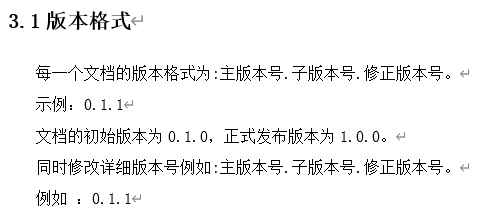 3.1版本格式
每一个文档的版本格式为:主版本号.子版本号.修正版本号。
示例：0.1.1
文档的初始版本为 0.1.0，正式发布版本为 1.0.0。
同时修改详细版本号例如:主版本号.子版本号.修正版本号。
例如 ：0.1.1